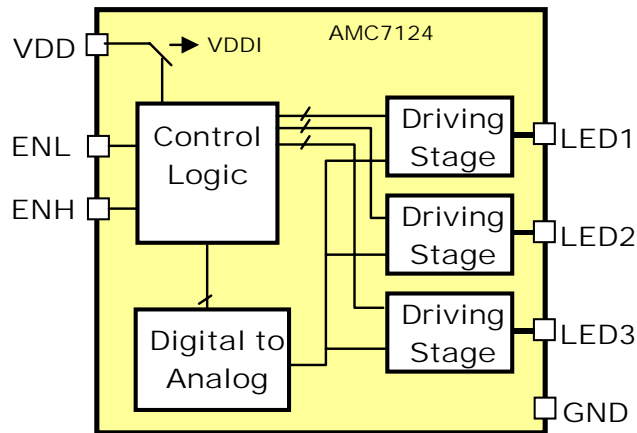 AMC7124
VDD
VDDI
ENL
ENH
Control
Logic
Driving
Stage
LED1
Driving
Stage
LED2
Driving
Stage
LED3
Digital to
Analog
GND